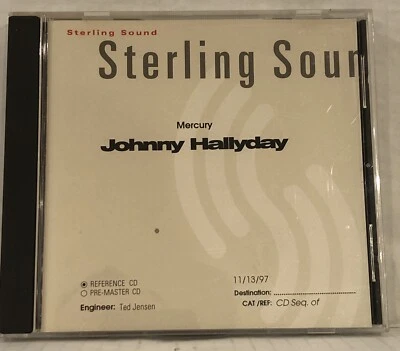 Sterling Sound
Sterling Soun
Mercury
Johnny Hallyday
REFERENCE CD
PRE-MASTER CD
Engineer: Ted Jensen
11/13/97
Destination:
CAT /REF: CD Seq. of